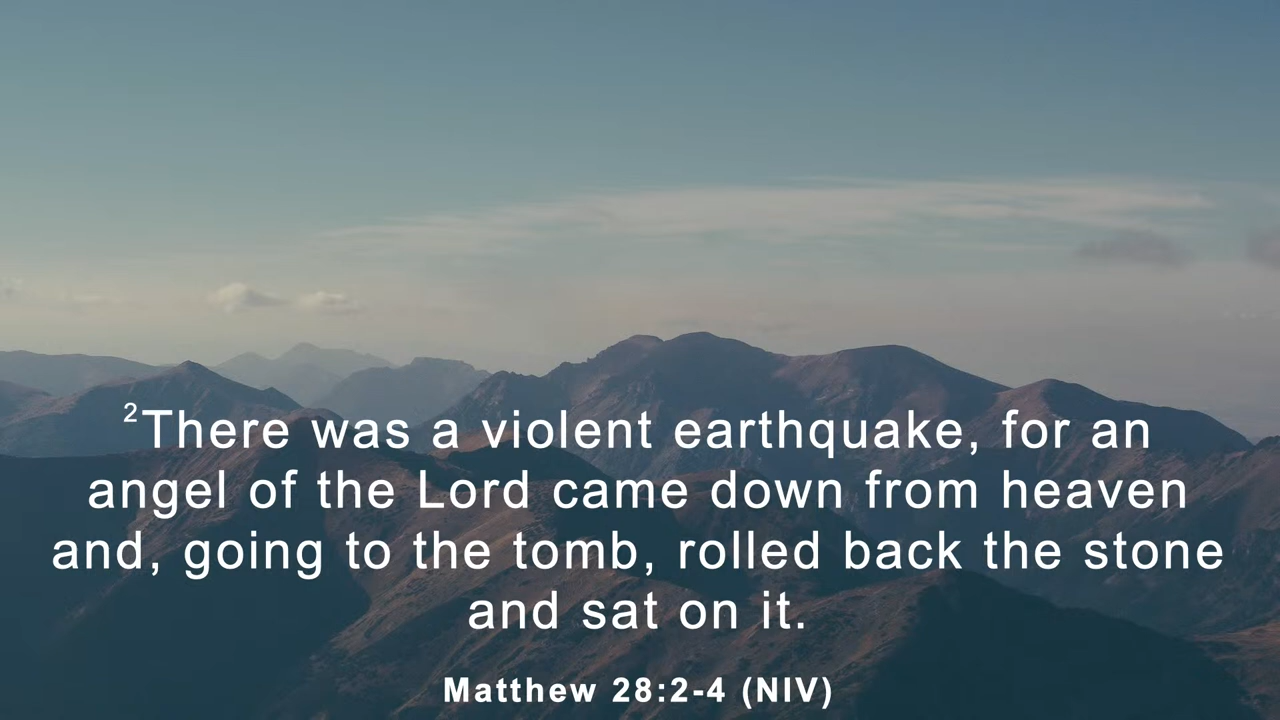 ²There was a violent earthquake, for an
angel of the Lord came down from heaven
and, going to the tomb, rolled back the stone
and sat on it.
Matthew 28:2-4 (NIV)